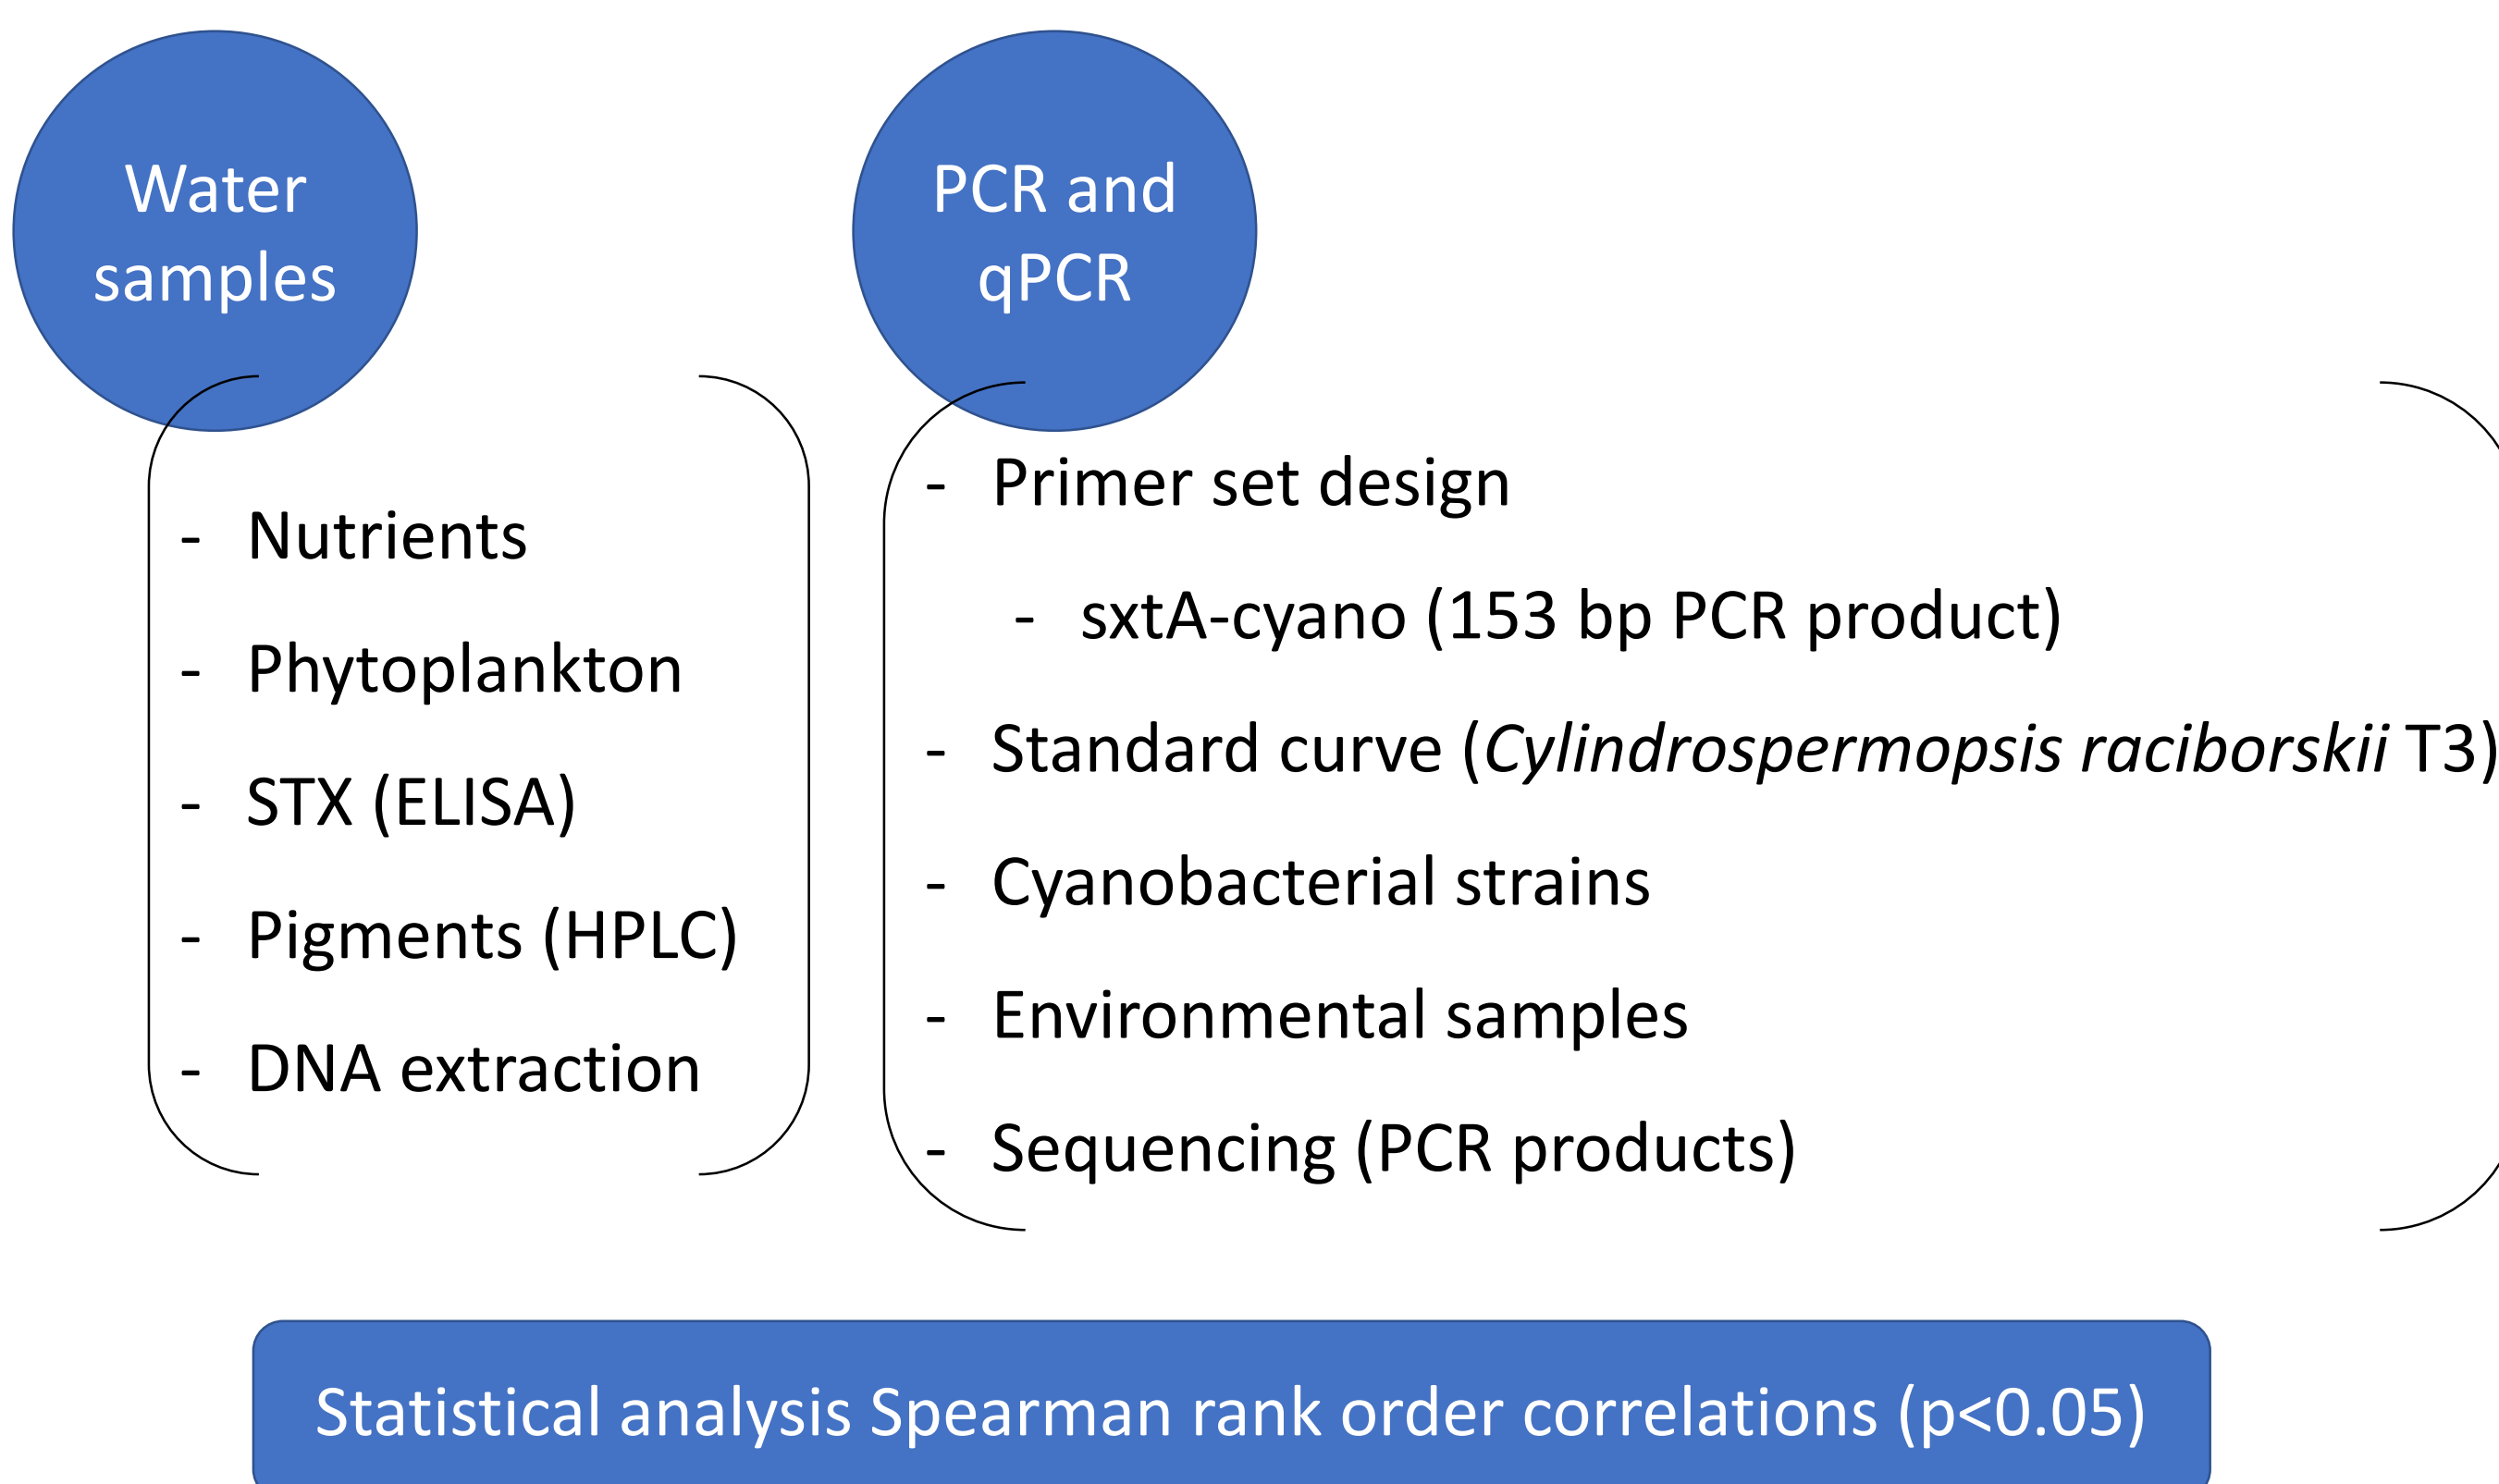 Water
samples
- Nutrients
- Phytoplankton
- STX (ELISA)
- Pigments (HPLC)
- DNA extraction
PCR and
qPCR
- Primer set design
- sxtA-cyano (153 bp PCR product)
- Standard curve (Cylindrospermopsis raciborskii T3)
- Cyanobacterial strains
- Environmental samples
- Sequencing (PCR products)
Statistical analysis Spearman rank order correlations (p<0.05)